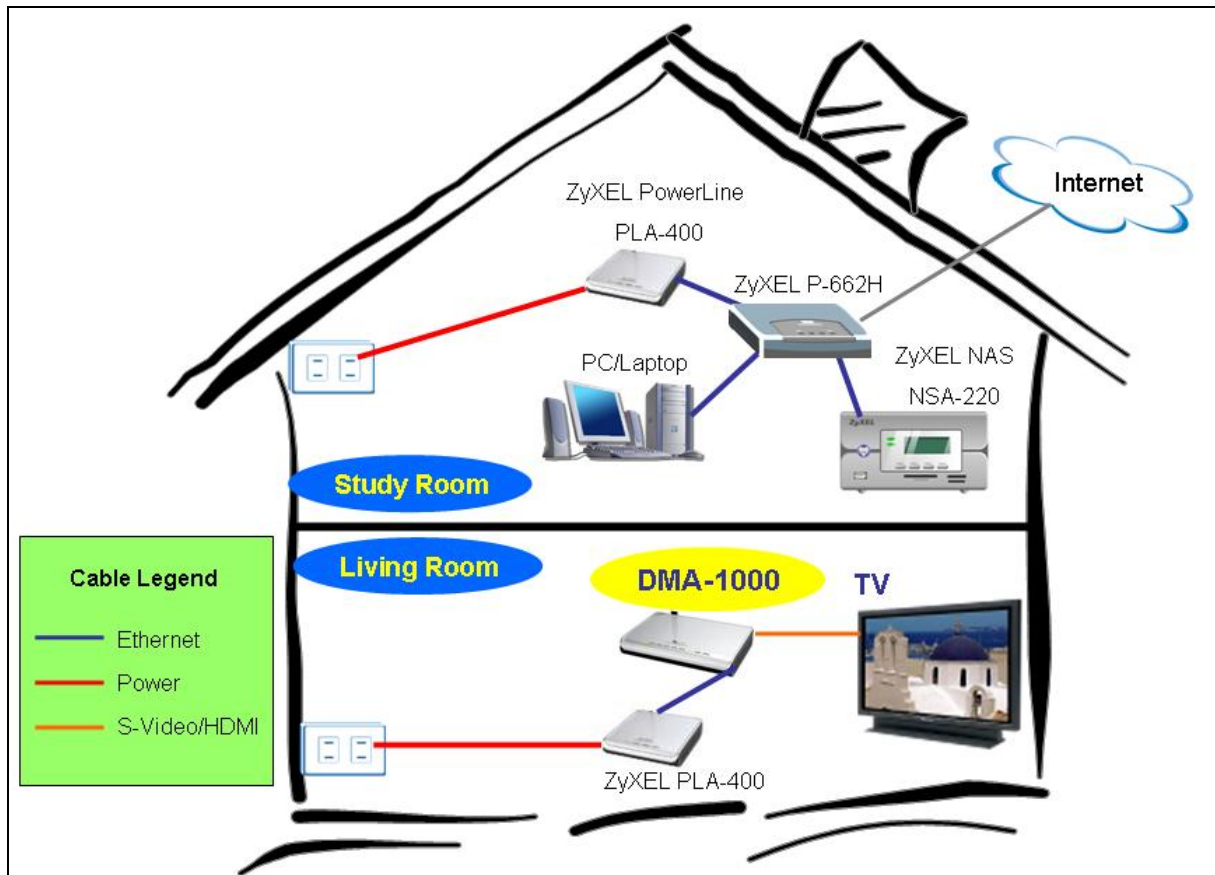 Internet
ZyXEL PowerLine
PLA-400
ZyXEL P-662H
PC/Laptop
ZyXEL NAS
NSA-220
ZyXEL
Study Room
Living Room
DMA-1000
TV
Cable Legend
Ethernet
Power
S-Video/HDMI
ZyXEL PLA-400